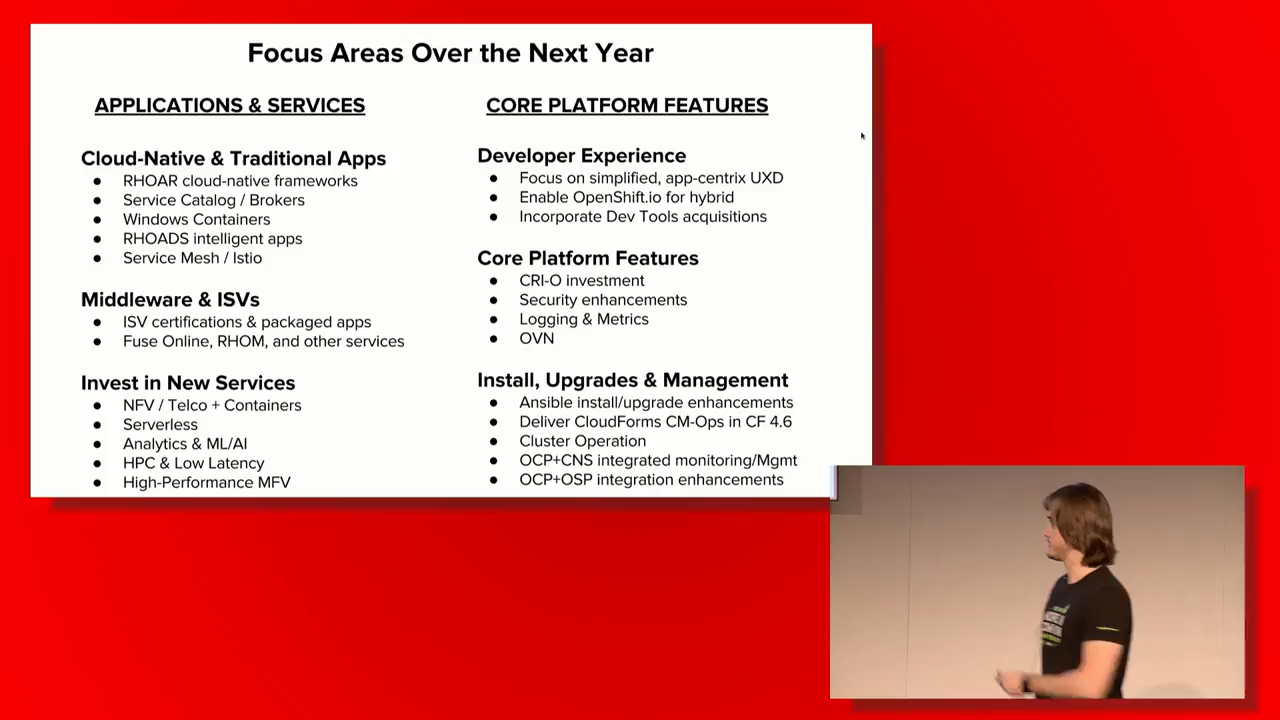 Focus Areas Over the Next Year
APPLICATIONS & SERVICES
Cloud-Native & Traditional Apps
● RHOAR cloud-native frameworks
● Service Catalog / Brokers
● Windows Containers
● RHOADS intelligent apps
● Service Mesh / Istio
Middleware & ISVs
● ISV certifications & packaged apps
● Fuse Online, RHOM, and other services
Invest in New Services
● NFV / Telco + Containers
● Serverless
● Analytics & ML/AI
● HPC & Low Latency
● High-Performance MFV
CORE PLATFORM FEATURES
Developer Experience
● Focus on simplified, app-centrix UXD
● Enable OpenShift.io for hybrid
● Incorporate Dev Tools acquisitions
Core Platform Features
● CRI-O investment
● Security enhancements
● Logging & Metrics
● OVN
Install, Upgrades & Management
● Ansible install/upgrade enhancements
● Deliver CloudForms CM-Ops in CF 4.6
● Cluster Operation
● OCP+CNS integrated monitoring/Mgmt
● OCP+OSP integration enhancements